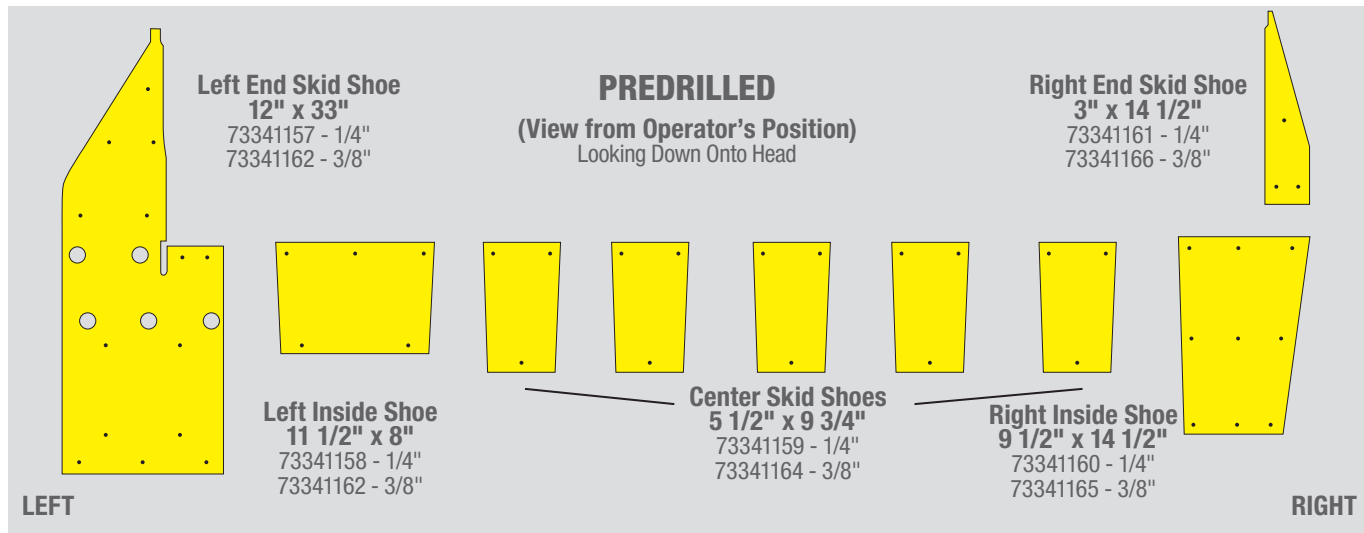 Left End Skid Shoe
12" x 33"
73341157 - 1/4"
73341162 - 3/8"
PREDRILLED
(View from Operator's Position)
Looking Down Onto Head
Right End Skid Shoe
3" x 14 1/2"
73341161 - 1/4"
73341166 - 3/8"
Left Inside Shoe
11 1/2" x 8"
73341158 - 1/4"
73341162 - 3/8"
Center Skid Shoes
5 1/2" x 9 3/4"
73341159 - 1/4"
73341164 - 3/8"
Right Inside Shoe
9 1/2" x 14 1/2"
73341160 - 1/4"
73341165 - 3/8"
LEFT
RIGHT